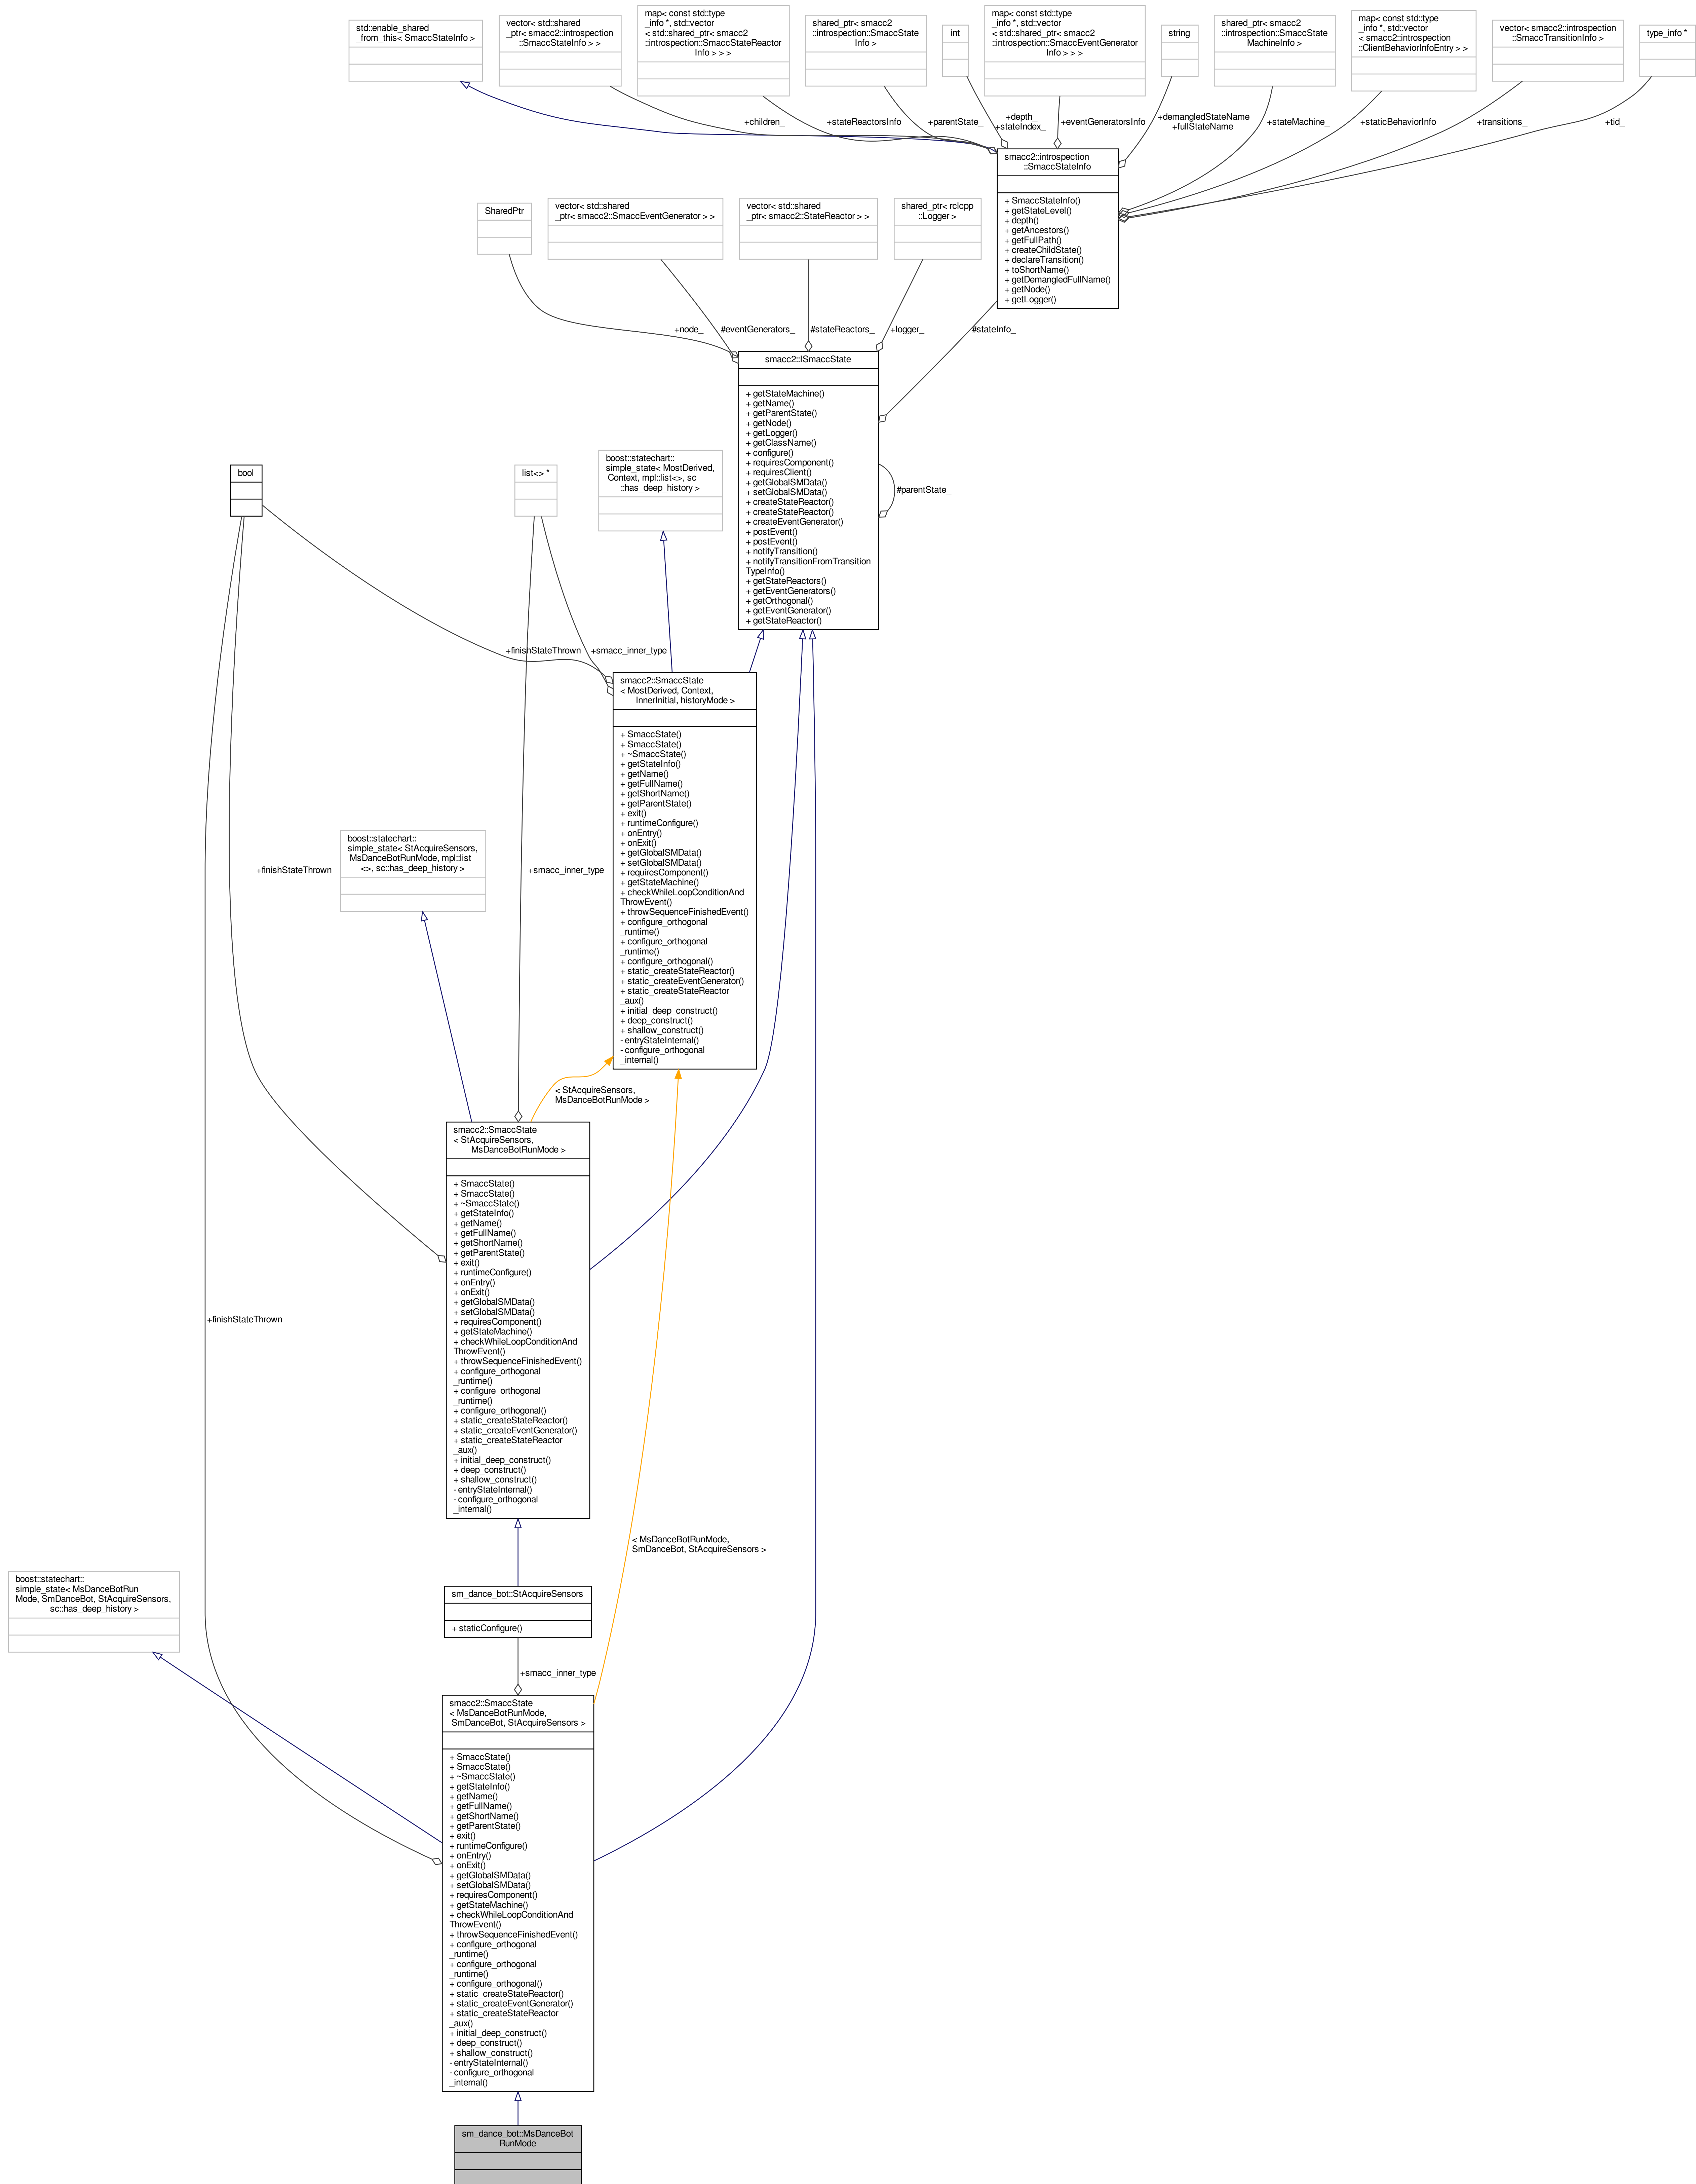 std::enable_shared
_from_this< SmaccStateInfo >
vector< std::shared
_ptr< smacc2::introspection
::SmaccStateInfo > >
map< const std::type
_info *, std::vector
< std::shared_ptr< smacc2
::introspection::SmaccStateReactor
Info > > >
shared_ptr< smacc2
::introspection::SmaccState
Info >
int
map< const std::type
_info *, std::vector
< std::shared_ptr< smacc2
::introspection::SmaccEventGenerator
Info > > >
string
shared_ptr< smacc2
::introspection::SmaccState
MachineInfo >
map< const std::type
_info *, std::vector
< smacc2::introspection
::ClientBehaviorInfoEntry > >
vector< smacc2::introspection
::SmaccTransitionInfo >
type_info *
+children_
+stateReactorsInfo
+parentState_
+depth_
+stateIndex_
+eventGeneratorsInfo
+demangledStateName
+fullStateName
+stateMachine_
+staticBehaviorInfo
+transitions_
+tid_
smacc2::introspection
::SmaccStateInfo
+ SmaccStateInfo()
+ getStateLevel()
+ depth()
+ getAncestors()
+ getFullPath()
+ createChildState()
+ declareTransition()
+ toShortName()
+ getDemangledFullName()
+ getNode()
+ getLogger()
SharedPtr
vector< std::shared
_ptr< smacc2::SmaccEventGenerator > >
vector< std::shared
_ptr< smacc2::StateReactor > >
shared_ptr< rclcpp
::Logger >
+node_
#eventGenerators_
#stateReactors_
+logger_
#stateInfo_
smacc2::ISmaccState
+ getStateMachine()
+ getName()
+ getParentState()
+ getNode()
+ getLogger()
+ getClassName()
+ configure()
+ requiresComponent()
+ requiresClient()
+ getGlobalSMData()
+ setGlobalSMData()
+ createStateReactor()
+ createStateReactor()
+ createEventGenerator()
+ postEvent()
+ postEvent()
+ notifyTransition()
+ notifyTransitionFromTransition
TypeInfo()
+ getStateReactors()
+ getEventGenerators()
+ getOrthogonal()
+ getEventGenerator()
+ getStateReactor()
#parentState_
bool
list<> *
boost::statechart::
simple_state< MostDerived,
Context, mpl::list<>, sc
::has_deep_history >
+finishStateThrown
+smacc_inner_type
smacc2::SmaccState
< MostDerived, Context,
InnerInitial, historyMode >
+ SmaccState()
+ SmaccState()
+ ~SmaccState()
+ getStateInfo()
+ getName()
+ getFullName()
+ getShortName()
+ getParentState()
+ exit()
+ runtimeConfigure()
+ onEntry()
+ onExit()
+ getGlobalSMData()
+ setGlobalSMData()
+ requiresComponent()
+ getStateMachine()
+ checkWhileLoopConditionAnd
ThrowEvent()
+ throwSequenceFinishedEvent()
+ configure_orthogonal
_runtime()
+ configure_orthogonal
_runtime()
+ configure_orthogonal()
+ static_createStateReactor()
+ static_createEventGenerator()
+ static_createStateReactor
_aux()
+ initial_deep_construct()
+ deep_construct()
+ shallow_construct()
- entryStateInternal()
- configure_orthogonal
_internal()
boost::statechart::
simple_state< StAcquireSensors,
MsDanceBotRunMode, mpl::list
<>, sc::has_deep_history >
+finishStateThrown
+smacc_inner_type
< StAcquireSensors,
MsDanceBotRunMode >
smacc2::SmaccState
< StAcquireSensors,
MsDanceBotRunMode >
+ SmaccState()
+ SmaccState()
+ ~SmaccState()
+ getStateInfo()
+ getName()
+ getFullName()
+ getShortName()
+ getParentState()
+ exit()
+ runtimeConfigure()
+ onEntry()
+ onExit()
+ getGlobalSMData()
+ setGlobalSMData()
+ requiresComponent()
+ getStateMachine()
+ checkWhileLoopConditionAnd
ThrowEvent()
+ throwSequenceFinishedEvent()
+ configure_orthogonal
_runtime()
+ configure_orthogonal
_runtime()
+ configure_orthogonal()
+ static_createStateReactor()
+ static_createEventGenerator()
+ static_createStateReactor
_aux()
+ initial_deep_construct()
+ deep_construct()
+ shallow_construct()
- entryStateInternal()
- configure_orthogonal
_internal()
+finishStateThrown
< MsDanceBotRunMode,
SmDanceBot, StAcquireSensors >
boost::statechart::
simple_state< MsDanceBotRun
Mode, SmDanceBot, StAcquireSensors,
sc::has_deep_history >
sm_dance_bot::StAcquireSensors
+ staticConfigure()
+smacc_inner_type
smacc2::SmaccState
< MsDanceBotRunMode,
SmDanceBot, StAcquireSensors >
+ SmaccState()
+ SmaccState()
+ ~SmaccState()
+ getStateInfo()
+ getName()
+ getFullName()
+ getShortName()
+ getParentState()
+ exit()
+ runtimeConfigure()
+ onEntry()
+ onExit()
+ getGlobalSMData()
+ setGlobalSMData()
+ requiresComponent()
+ getStateMachine()
+ checkWhileLoopConditionAnd
ThrowEvent()
+ throwSequenceFinishedEvent()
+ configure_orthogonal
_runtime()
+ configure_orthogonal
_runtime()
+ configure_orthogonal()
+ static_createStateReactor()
+ static_createEventGenerator()
+ static_createStateReactor
_aux()
+ initial_deep_construct()
+ deep_construct()
+ shallow_construct()
- entryStateInternal()
- configure_orthogonal
_internal()
sm_dance_bot::MsDanceBot
RunMode